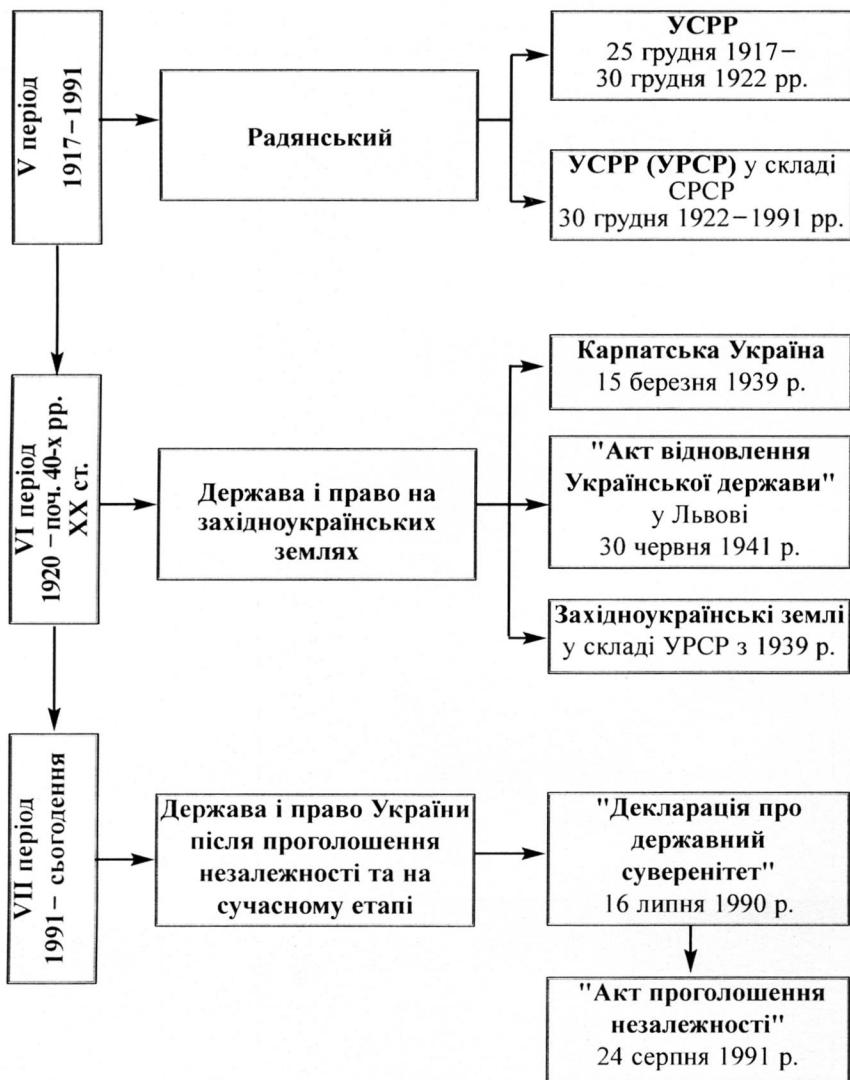 V період
1917–1991
Радянський
УСРР
25 грудня 1917–
30 грудня 1922 рр.
УСРР (УРСР) у складі
СРСР
30 грудня 1922–1991 рр.
VI період
1920 – поч. 40-х рр.
XX ст.
Держава і право на
західноукраїнських
землях
Карпатська Україна
15 березня 1939 р.
"Акт відновлення
Української держави"
у Львові
30 червня 1941 р.
Західноукраїнські землі
у складі УРСР з 1939 р.
VII період
1991– сьогодення
Держава і право України
після проголошення
незалежності та на
сучасному етапі
"Декларація про
державний
суверенітет"
16 липня 1990 р.
"Акт проголошення
незалежності"
24 серпня 1991 р.